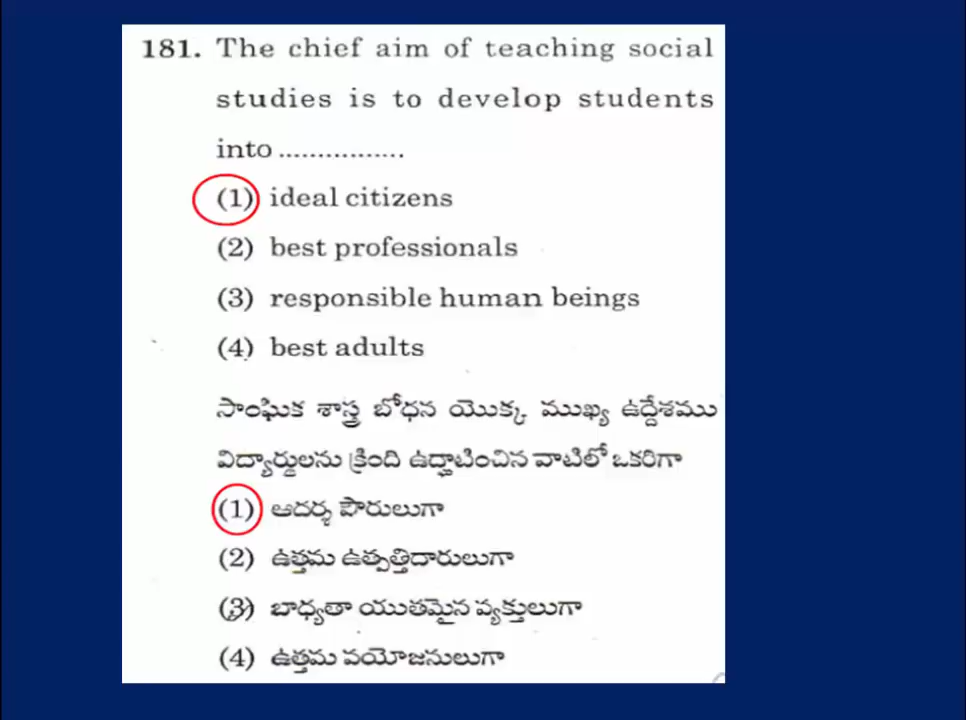 181. The chief aim of teaching social
studies is to develop students
into ................
(1) ideal citizens
(2) best professionals
(3) responsible human beings
(4) best adults
సాంఘిక శాస్త్ర బోధన యొక్క ముఖ్య ఉద్దేశము
విద్యార్థులను క్రింది ఉద్ఘాటించిన వాటిలో ఒకరిగా
(1) ఆదర్శ పౌరులుగా
(2) ఉత్తమ ఉత్పత్తిదారులుగా
(3) బాధ్యతా యుతమైన వ్యక్తులుగా
(4) ఉత్తమ వయోజనులుగా